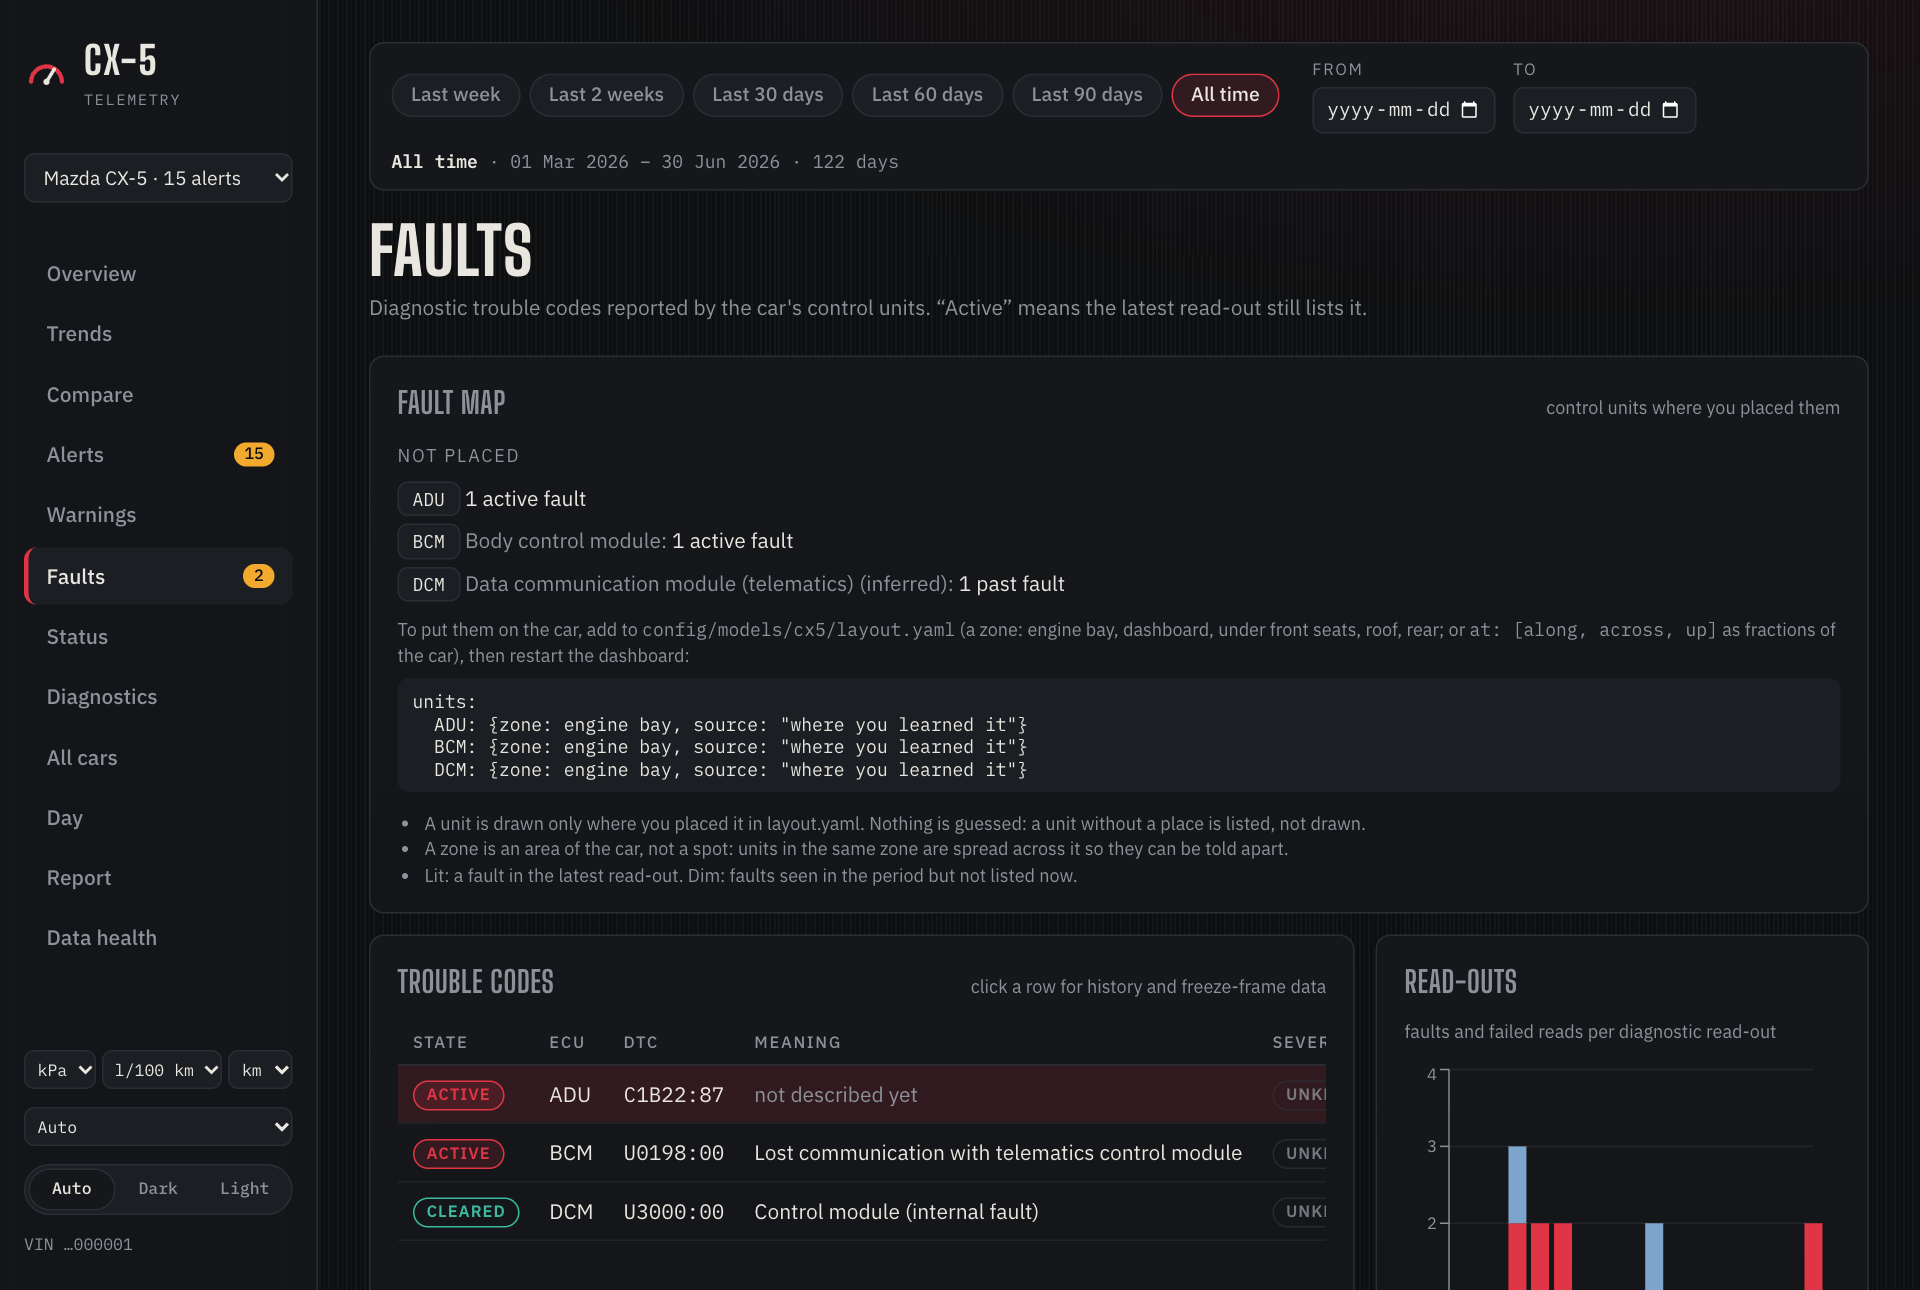 CX-5
TELEMETRY
Mazda CX-5 · 15 alerts
Overview
Trends
Compare
Alerts 15
Warnings
Faults 2
Status
Diagnostics
All cars
Day
Report
Data health
kPa l/100 km km
Auto
Auto Dark Light
VIN …000001
Last week Last 2 weeks Last 30 days Last 60 days Last 90 days All time
FROM TO
yyyy-mm-dd yyyy-mm-dd
All time · 01 Mar 2026 – 30 Jun 2026 · 122 days
FAULTS
Diagnostic trouble codes reported by the car's control units. “Active” means the latest read-out still lists it.
FAULT MAP
control units where you placed them
NOT PLACED
ADU 1 active fault
BCM Body control module: 1 active fault
DCM Data communication module (telematics) (inferred): 1 past fault
To put them on the car, add to config/models/cx5/layout.yaml (a zone: engine bay, dashboard, under front seats, roof, rear; or at: [along, across, up] as fractions of
the car), then restart the dashboard:
units:
ADU: {zone: engine bay, source: "where you learned it"}
BCM: {zone: engine bay, source: "where you learned it"}
DCM: {zone: engine bay, source: "where you learned it"}
• A unit is drawn only where you placed it in layout.yaml. Nothing is guessed: a unit without a place is listed, not drawn.
• A zone is an area of the car, not a spot: units in the same zone are spread across it so they can be told apart.
• Lit: a fault in the latest read-out. Dim: faults seen in the period but not listed now.
TROUBLE CODES
click a row for history and freeze-frame data
STATE ECU DTC MEANING SEVER
ACTIVE ADU C1B22:87 not described yet UNK
ACTIVE BCM U0198:00 Lost communication with telematics control module UNK
CLEARED DCM U3000:00 Control module (internal fault) UNK
READ-OUTS
faults and failed reads per diagnostic read-out
4
3
2